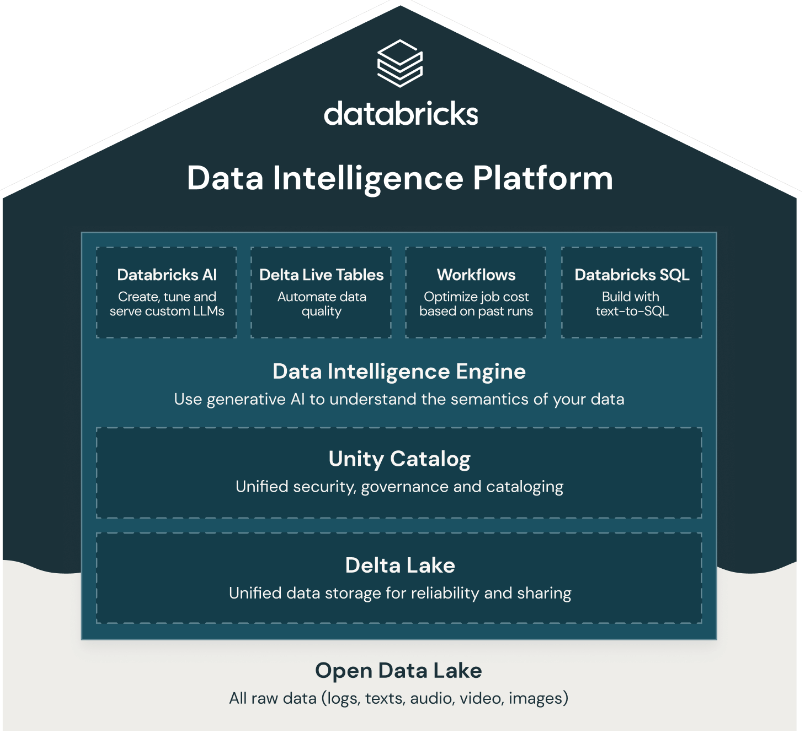 databricks
Data Intelligence Platform
Databricks AI
Create, tune and
serve custom LLMs
Delta Live Tables
Automate data
quality
Workflows
Optimize job cost
based on past runs
Databricks SQL
Build with
text-to-SQL
Data Intelligence Engine
Use generative AI to understand the semantics of your data
Unity Catalog
Unified security, governance and cataloging
Delta Lake
Unified data storage for reliability and sharing
Open Data Lake
All raw data (logs, texts, audio, video, images)